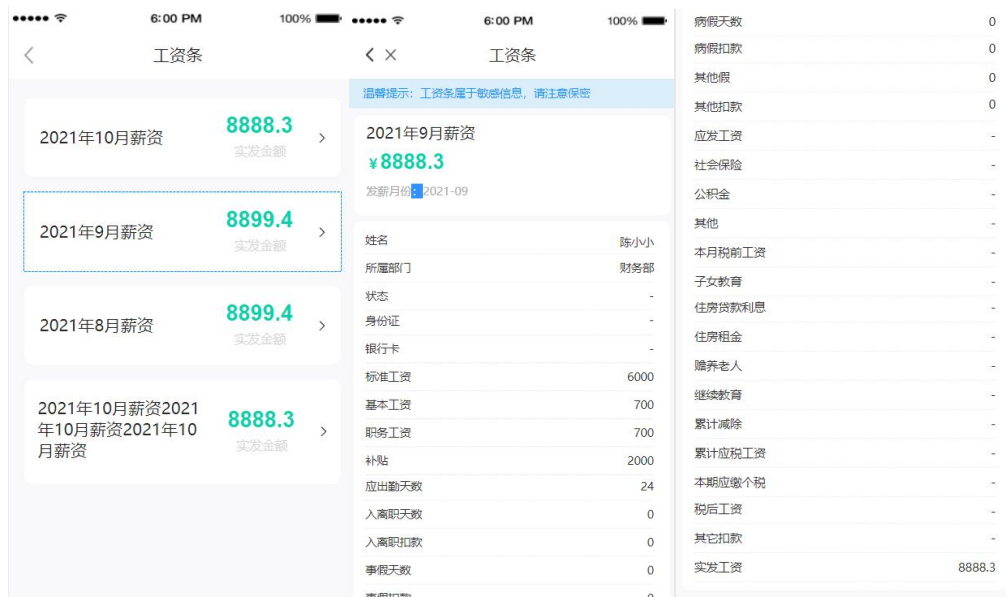 6:00 PM
100%
工资条
2021年10月薪资
8888.3
实发金额
2021年9月薪资
8899.4
实发金额
2021年8月薪资
8899.4
实发金额
2021年10月薪资2021
年10月薪资2021年10
月薪资
8888.3
实发金额
6:00 PM
100%
工资条
温馨提示：工资条属于敏感信息，请注意保密
2021年9月薪资
¥8888.3
发薪月份：2021-09
姓名 陈小小
所属部门 财务部
状态 -
身份证 -
银行卡 -
标准工资 6000
基本工资 700
职务工资 700
补贴 2000
应出勤天数 24
入离职天数 0
入离职扣款 0
事假天数 0
事假扣款 0
病假天数 0
病假扣款 0
其他假 0
其他扣款 0
应发工资 -
社会保险 -
公积金 -
其他 -
本月税前工资 -
子女教育 -
住房贷款利息 -
住房租金 -
赡养老人 -
继续教育 -
累计减除 -
累计应税工资 -
本期应缴个税 -
税后工资 -
其它扣款 -
实发工资 8888.3